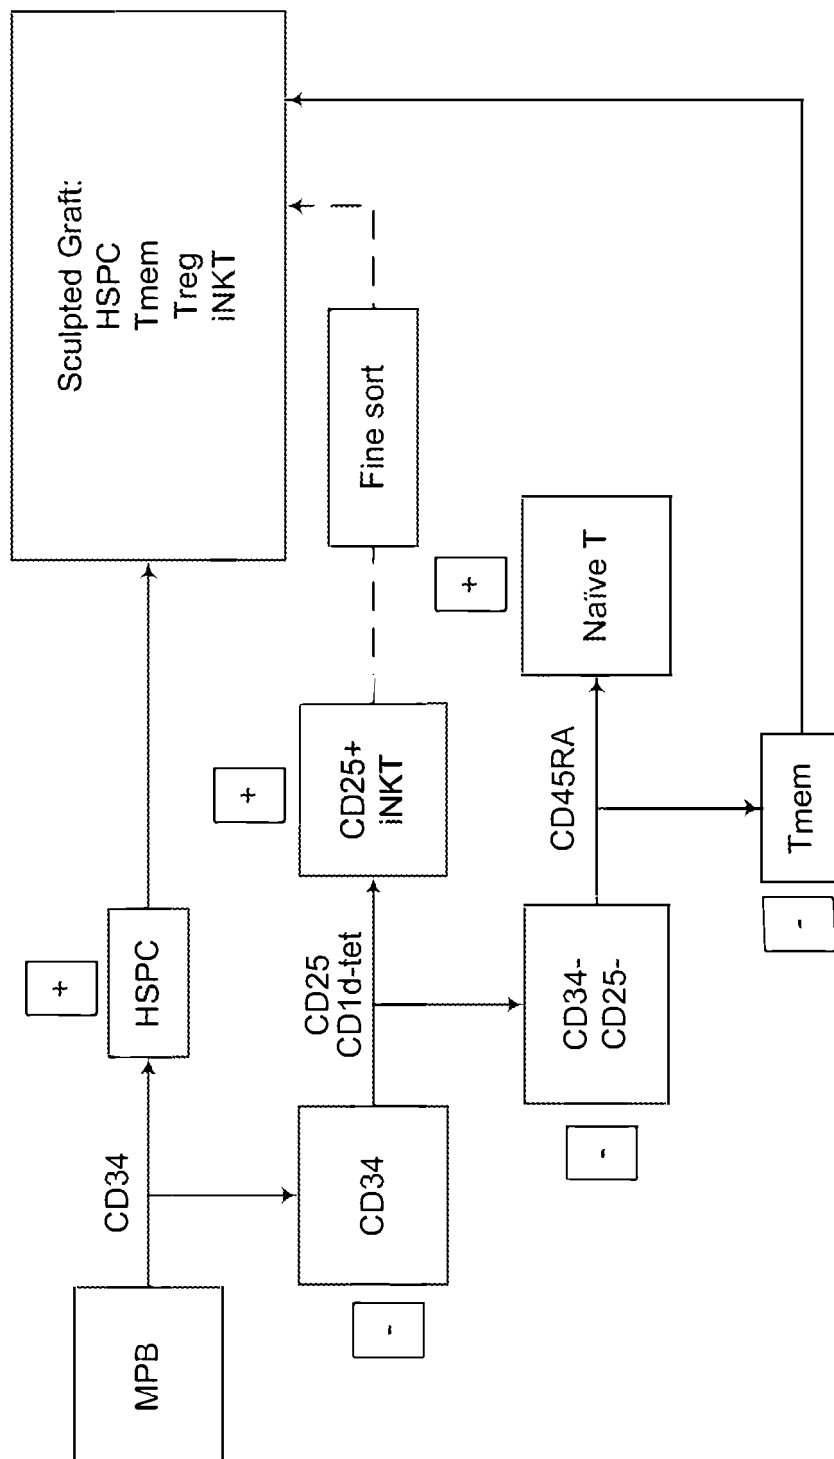 MPB
CD34
+
HSPC
Sculpted Graft:
HSPC
Tmem
Treg
iNKT
-
CD34
CD25
CD1d-tet
+
CD25+
iNKT
Fine sort
-
CD34-
CD25-
CD45RA
+
Naïve T
-
Tmem